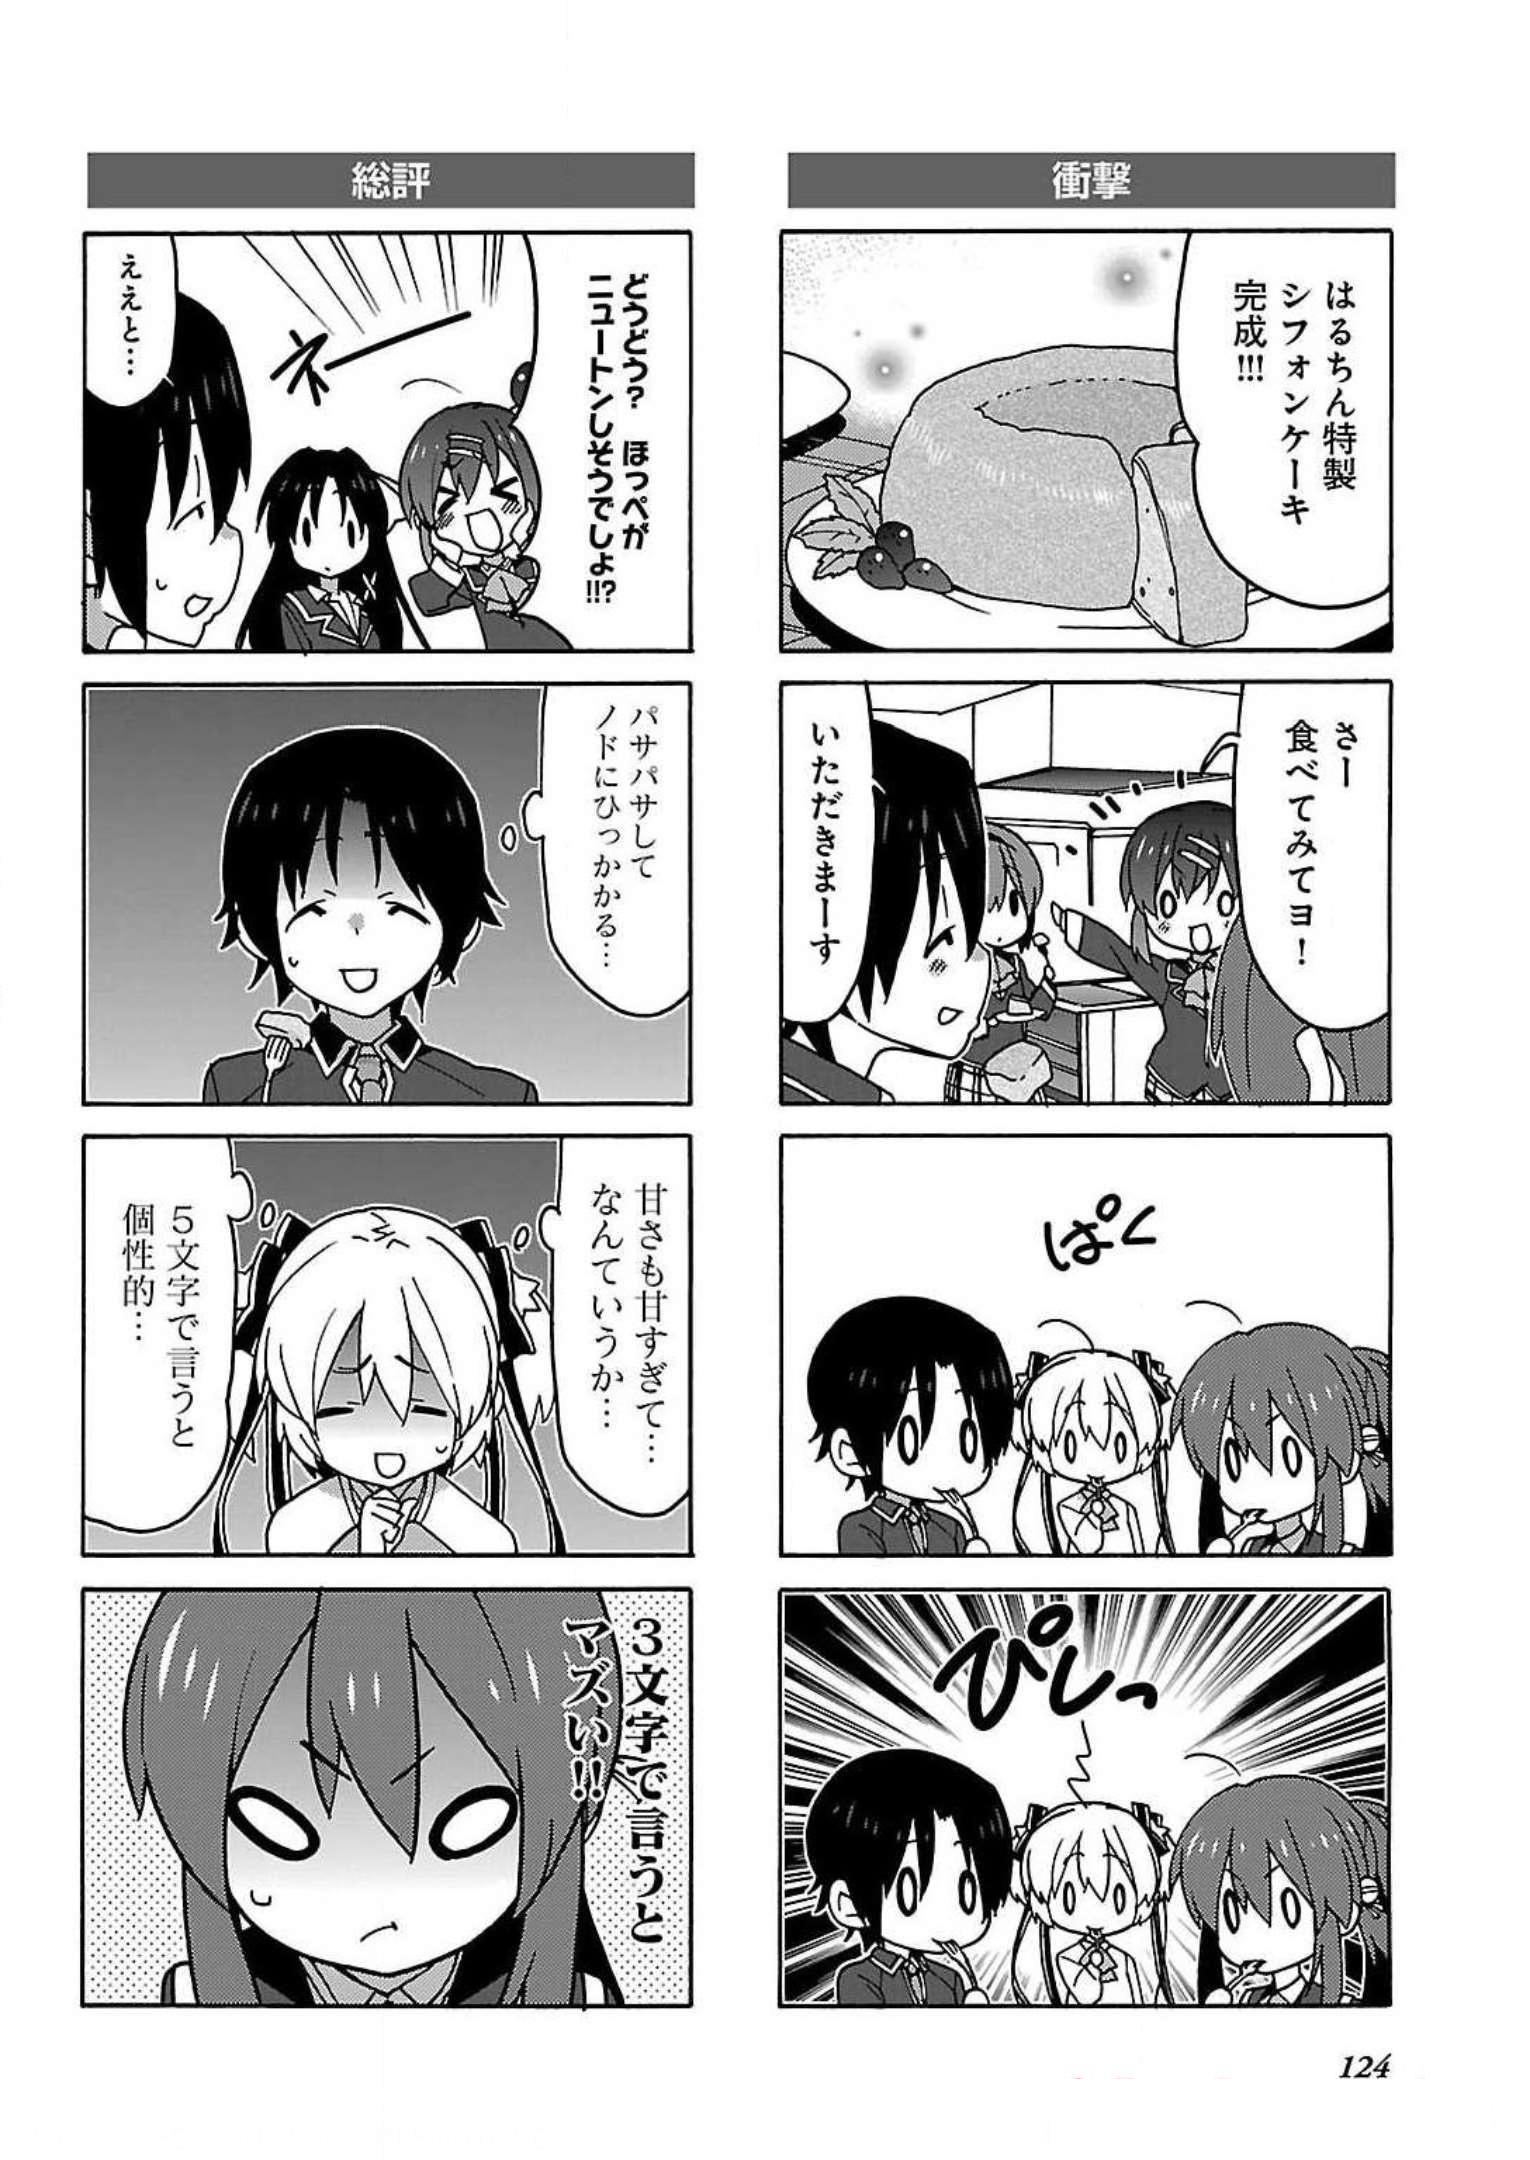 衝撃
はるちん特製
シフォンケーキ
完成!!!
さー
食べてみてヨ！
いただきまーす
ぱく
ぴしっ
総評
どうどう？ ほっぺが
ニュートンしそうでしょ!!?
ネー
ええと…
パサパサして
ノドにひっかかる…
甘さも甘すぎて…
なんていうか…
５文字で言うと
個性的…
３文字で言うと
マズい!!
124